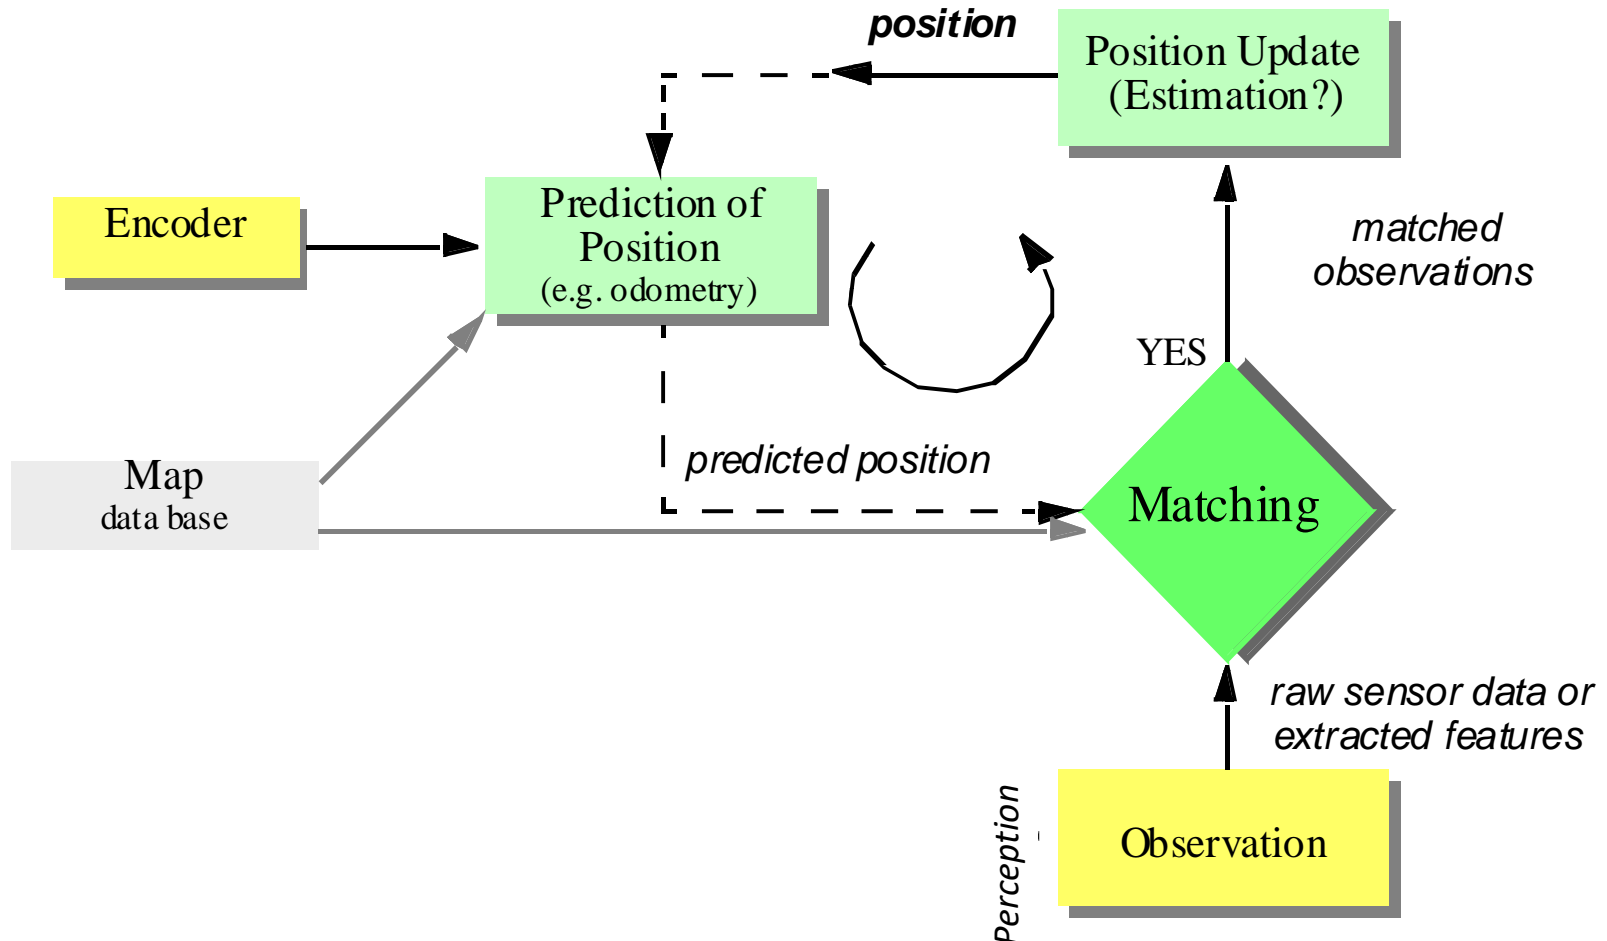 position
Position Update
(Estimation?)
Encoder
Prediction of
Position
(e.g. odometry)
matched
observations
YES
Map
data base
predicted position
Matching
raw sensor data or
extracted features
Perception
Observation